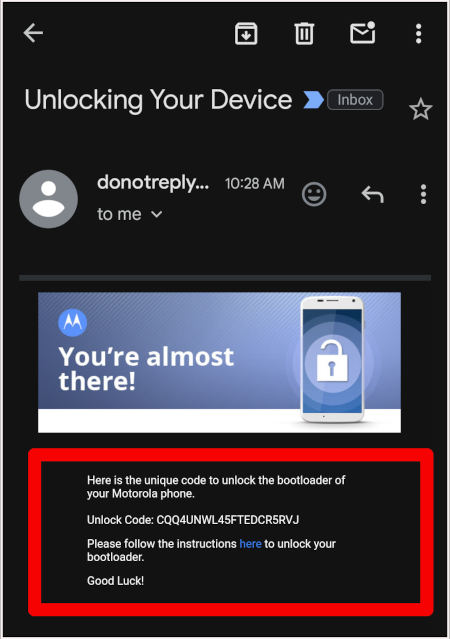 Unlocking Your Device Inbox
donotreply... 10:28 AM
to me
You're almost
there!
Here is the unique code to unlock the bootloader of
your Motorola phone.
Unlock Code: CQQ4UNWL45FTEDCR5RVJ
Please follow the instructions here to unlock your
bootloader.
Good Luck!